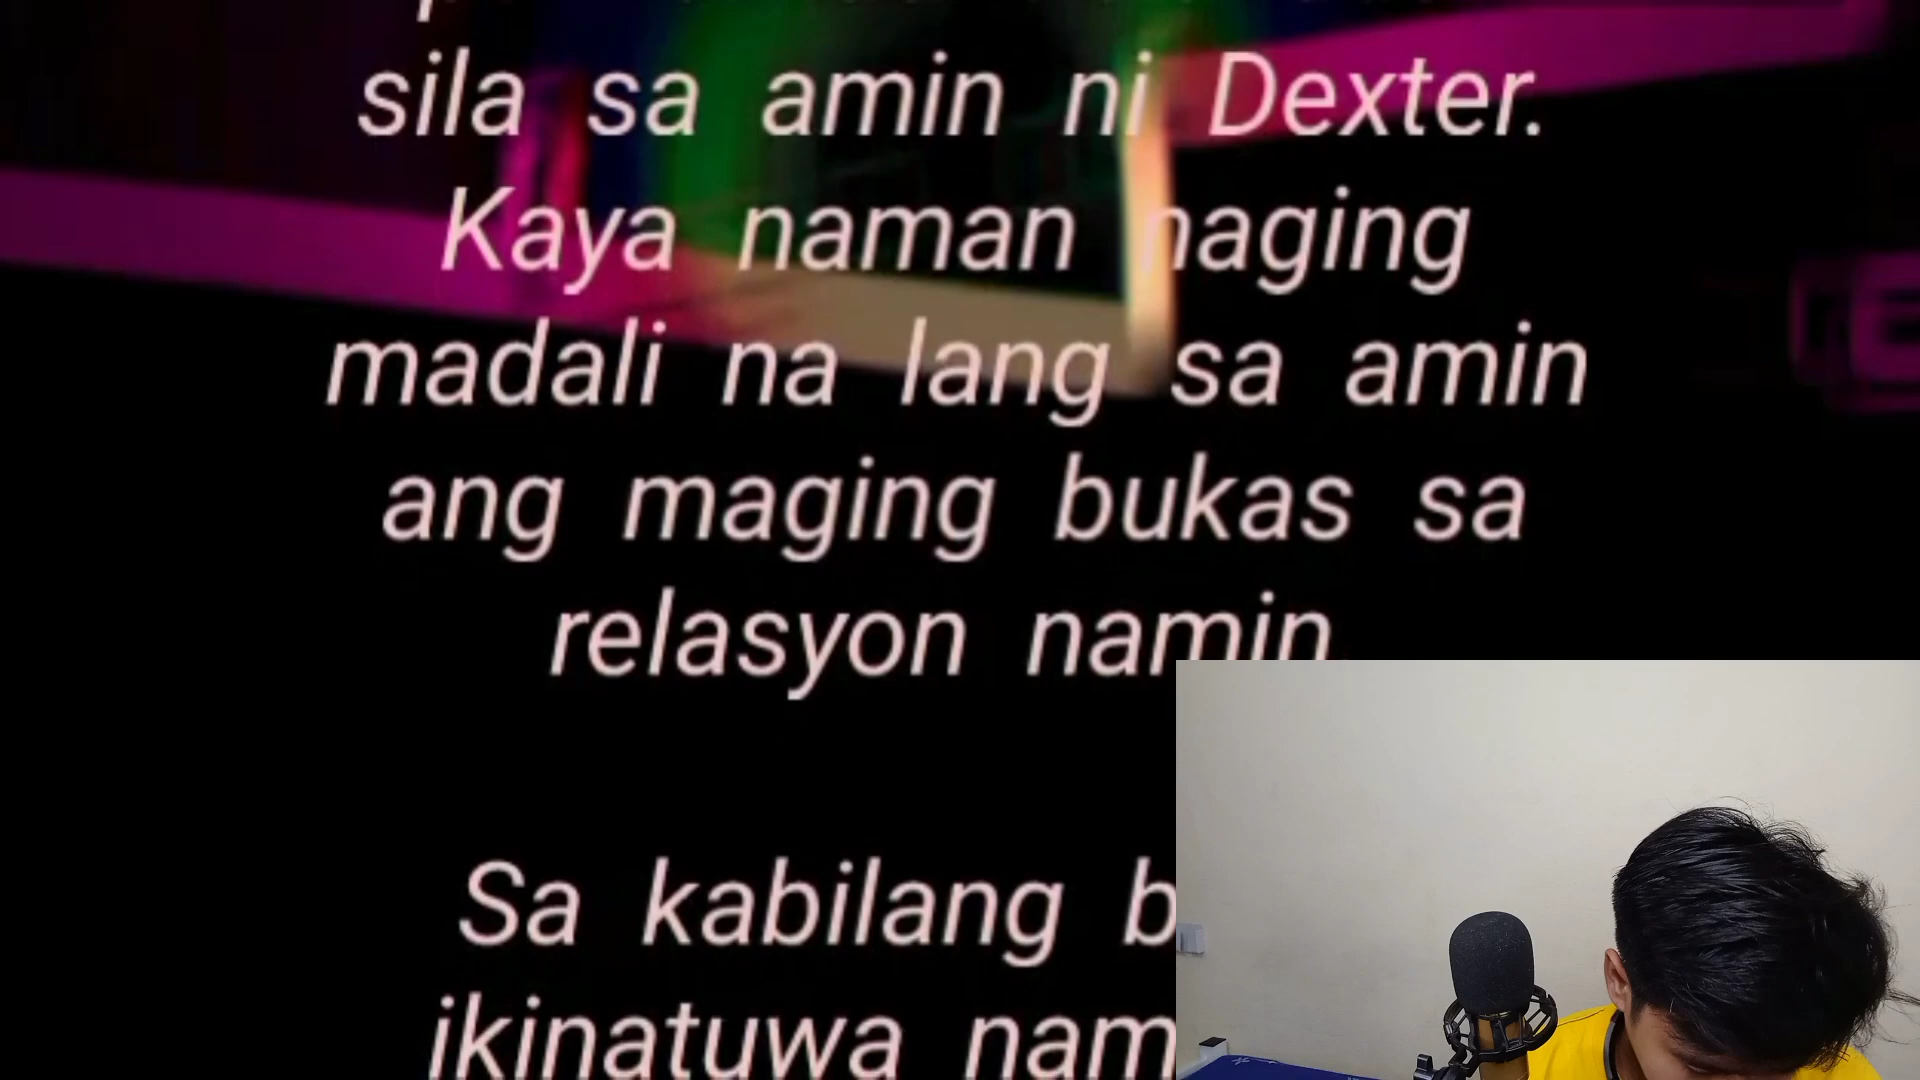 sila sa amin ni Dexter.
Kaya naman naging
madali na lang sa amin
ang maging bukas sa
relasyon namin
Sa kabilang
ikinatuwa